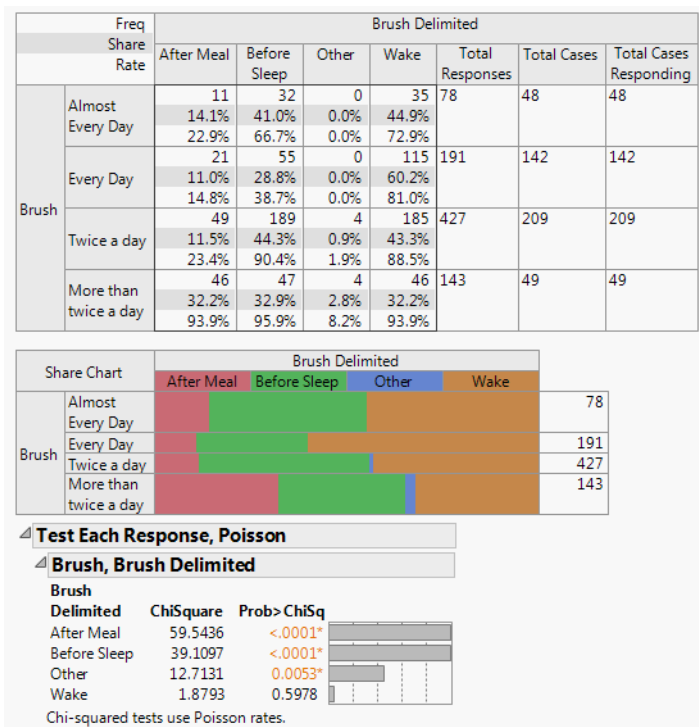 Freq Brush Delimited
Share After Meal Before Sleep Other Wake Total Responses Total Cases Total Cases Responding
Rate
Brush Almost Every Day 11 32 0 35 78 48 48
14.1% 41.0% 0.0% 44.9%
22.9% 66.7% 0.0% 72.9%
Every Day 21 55 0 115 191 142 142
11.0% 28.8% 0.0% 60.2%
14.8% 38.7% 0.0% 81.0%
Twice a day 49 189 4 185 427 209 209
11.5% 44.3% 0.9% 43.3%
23.4% 90.4% 1.9% 88.5%
More than twice a day 46 47 4 46 143 49 49
32.2% 32.9% 2.8% 32.2%
93.9% 95.9% 8.2% 93.9%
Share Chart Brush Delimited
After Meal Before Sleep Other Wake
Brush Almost Every Day 78
Every Day 191
Twice a day 427
More than twice a day 143
Test Each Response, Poisson
Brush, Brush Delimited
Brush
Delimited ChiSquare Prob>ChiSq
After Meal 59.5436 <.0001*
Before Sleep 39.1097 <.0001*
Other 12.7131 0.0053*
Wake 1.8793 0.5978
Chi-squared tests use Poisson rates.